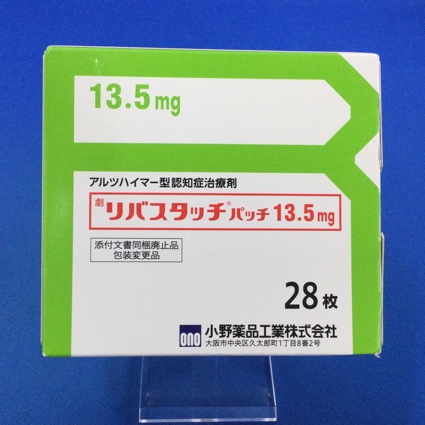 13.5mg
アルツハイマー型認知症治療剤
劇 リバスタッチ®パッチ13.5mg
添付文書同梱廃止品
包装変更品
28枚
ono 小野薬品工業株式会社
大阪市中央区久太郎町1丁目8番2号